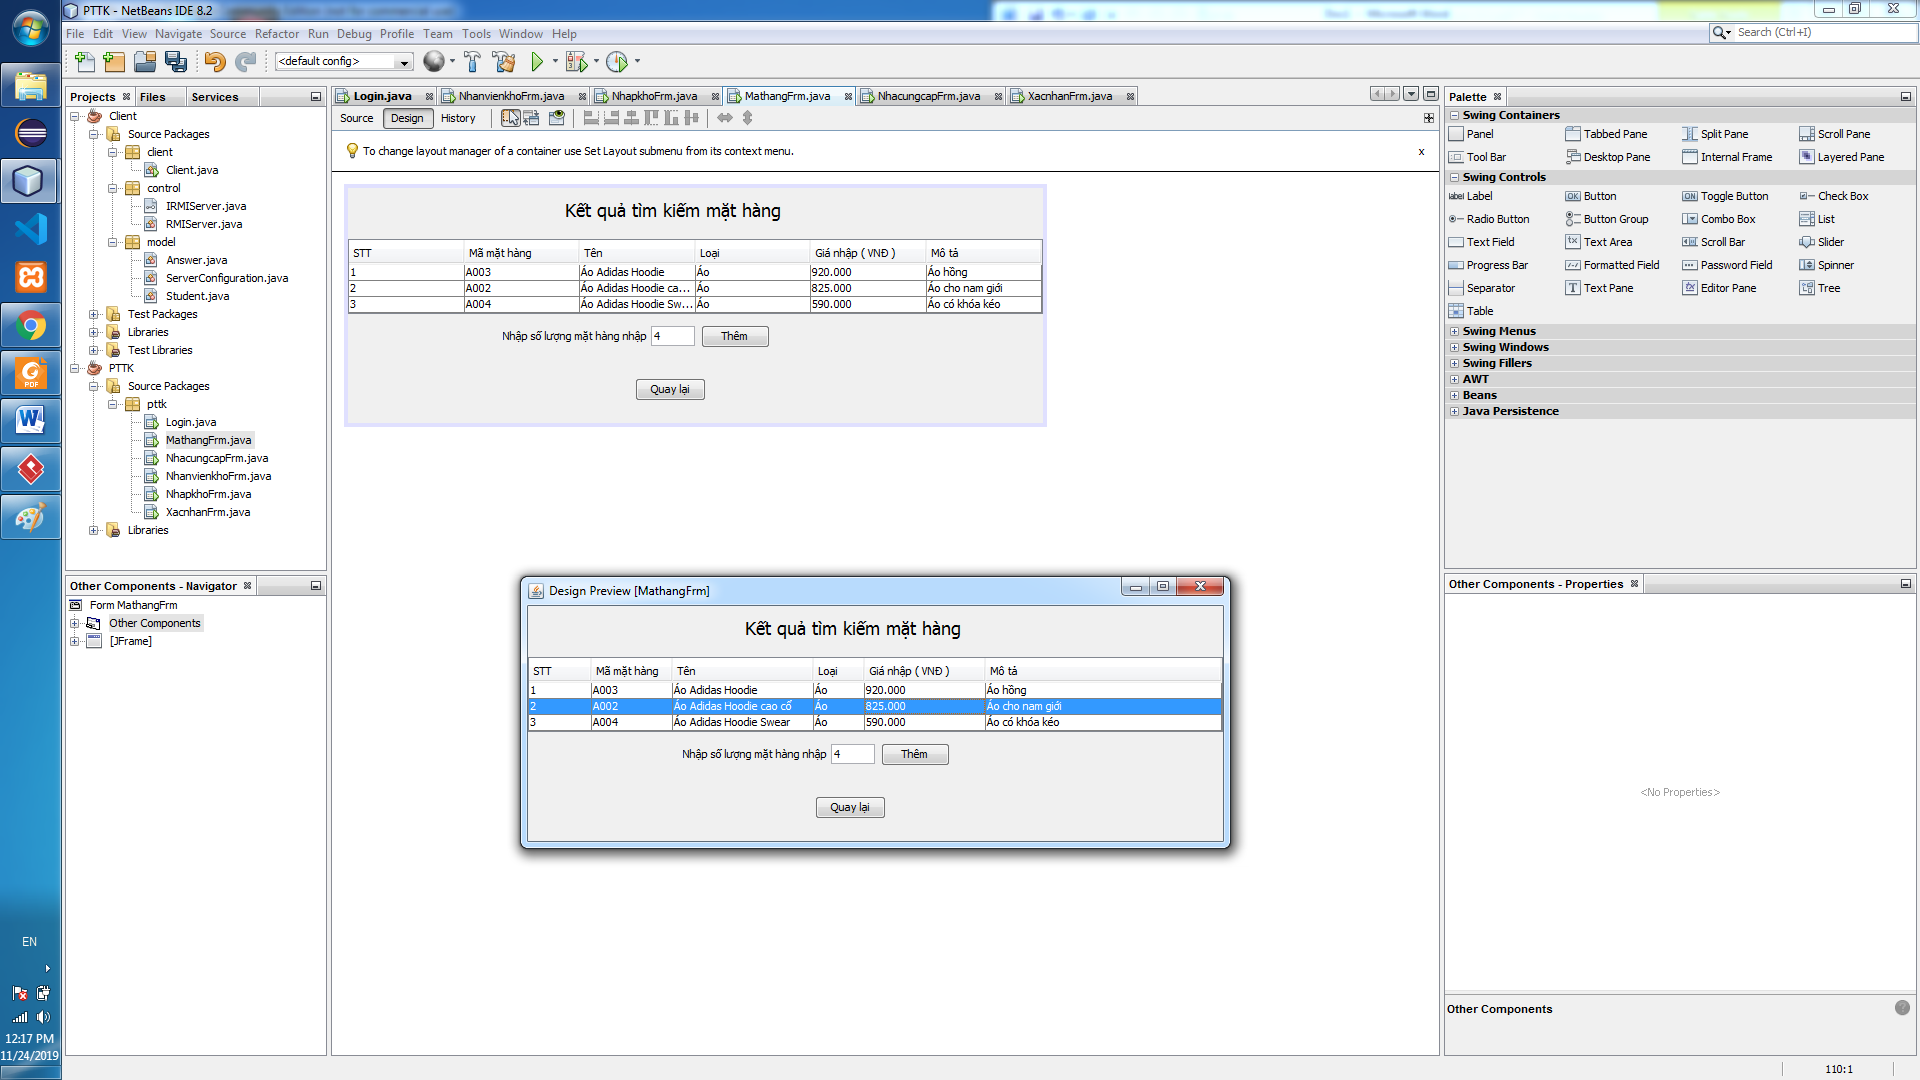 PTTK - NetBeans IDE 8.2
File Edit View Navigate Source Refactor Run Debug Profile Team Tools Window Help
Search (Ctrl+I)
<default config>
Projects Files Services
Client
Source Packages
client
Client.java
control
IRMIServer.java
RMIServer.java
model
Answer.java
ServerConfiguration.java
Student.java
Test Packages
Libraries
Test Libraries
PTTK
Source Packages
pttk
Login.java
MathangFrm.java
NhacungcapFrm.java
NhanvienkhoFrm.java
NhapkhoFrm.java
XacnhanFrm.java
Libraries
Other Components - Navigator
Form MathangFrm
Other Components
[JFrame]
Login.java NhanvienkhoFrm.java NhapkhoFrm.java MathangFrm.java NhacungcapFrm.java XacnhanFrm.java
Source Design History
To change layout manager of a container use Set Layout submenu from its context menu. x
Kết quả tìm kiếm mặt hàng
STT Mã mặt hàng Tên Loại Giá nhập ( VNĐ ) Mô tả
1 A003 Áo Adidas Hoodie Áo 920.000 Áo hồng
2 A002 Áo Adidas Hoodie ca... Áo 825.000 Áo cho nam giới
3 A004 Áo Adidas Hoodie Sw... Áo 590.000 Áo có khóa kéo
Nhập số lượng mặt hàng nhập 4 Thêm
Quay lại
Design Preview [MathangFrm]
Kết quả tìm kiếm mặt hàng
STT Mã mặt hàng Tên Loại Giá nhập ( VNĐ ) Mô tả
1 A003 Áo Adidas Hoodie Áo 920.000 Áo hồng
2 A002 Áo Adidas Hoodie cao cổ Áo 825.000 Áo cho nam giới
3 A004 Áo Adidas Hoodie Swear Áo 590.000 Áo có khóa kéo
Nhập số lượng mặt hàng nhập 4 Thêm
Quay lại
Palette
Swing Containers
Panel Tabbed Pane Split Pane Scroll Pane
Tool Bar Desktop Pane Internal Frame Layered Pane
Swing Controls
Label Button Toggle Button Check Box
Radio Button Button Group Combo Box List
Text Field Text Area Scroll Bar Slider
Progress Bar Formatted Field Password Field Spinner
Separator Text Pane Editor Pane Tree
Table
Swing Menus
Swing Windows
Swing Fillers
AWT
Beans
Java Persistence
Other Components - Properties
<No Properties>
Other Components
110:1
EN
12:17 PM
11/24/2019